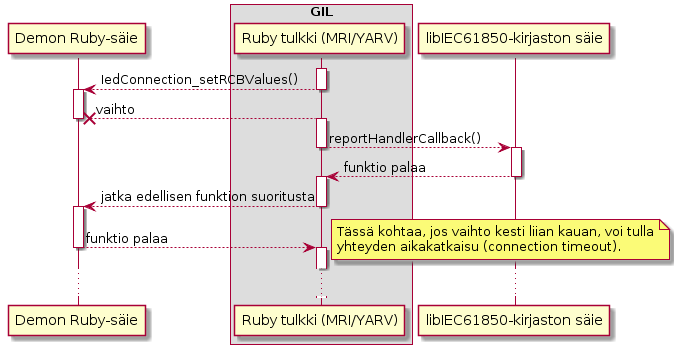 GIL
Demon Ruby-säie
Ruby tulkki (MRI/YARV)
libIEC61850-kirjaston säie
IedConnection_setRCBValues()
vaihto
reportHandlerCallback()
funktio palaa
jatka edellisen funktion suoritusta
Tässä kohtaa, jos vaihto kesti liian kauan, voi tulla
yhteyden aikakatkaisu (connection timeout).
funktio palaa
Demon Ruby-säie
Ruby tulkki (MRI/YARV)
libIEC61850-kirjaston säie